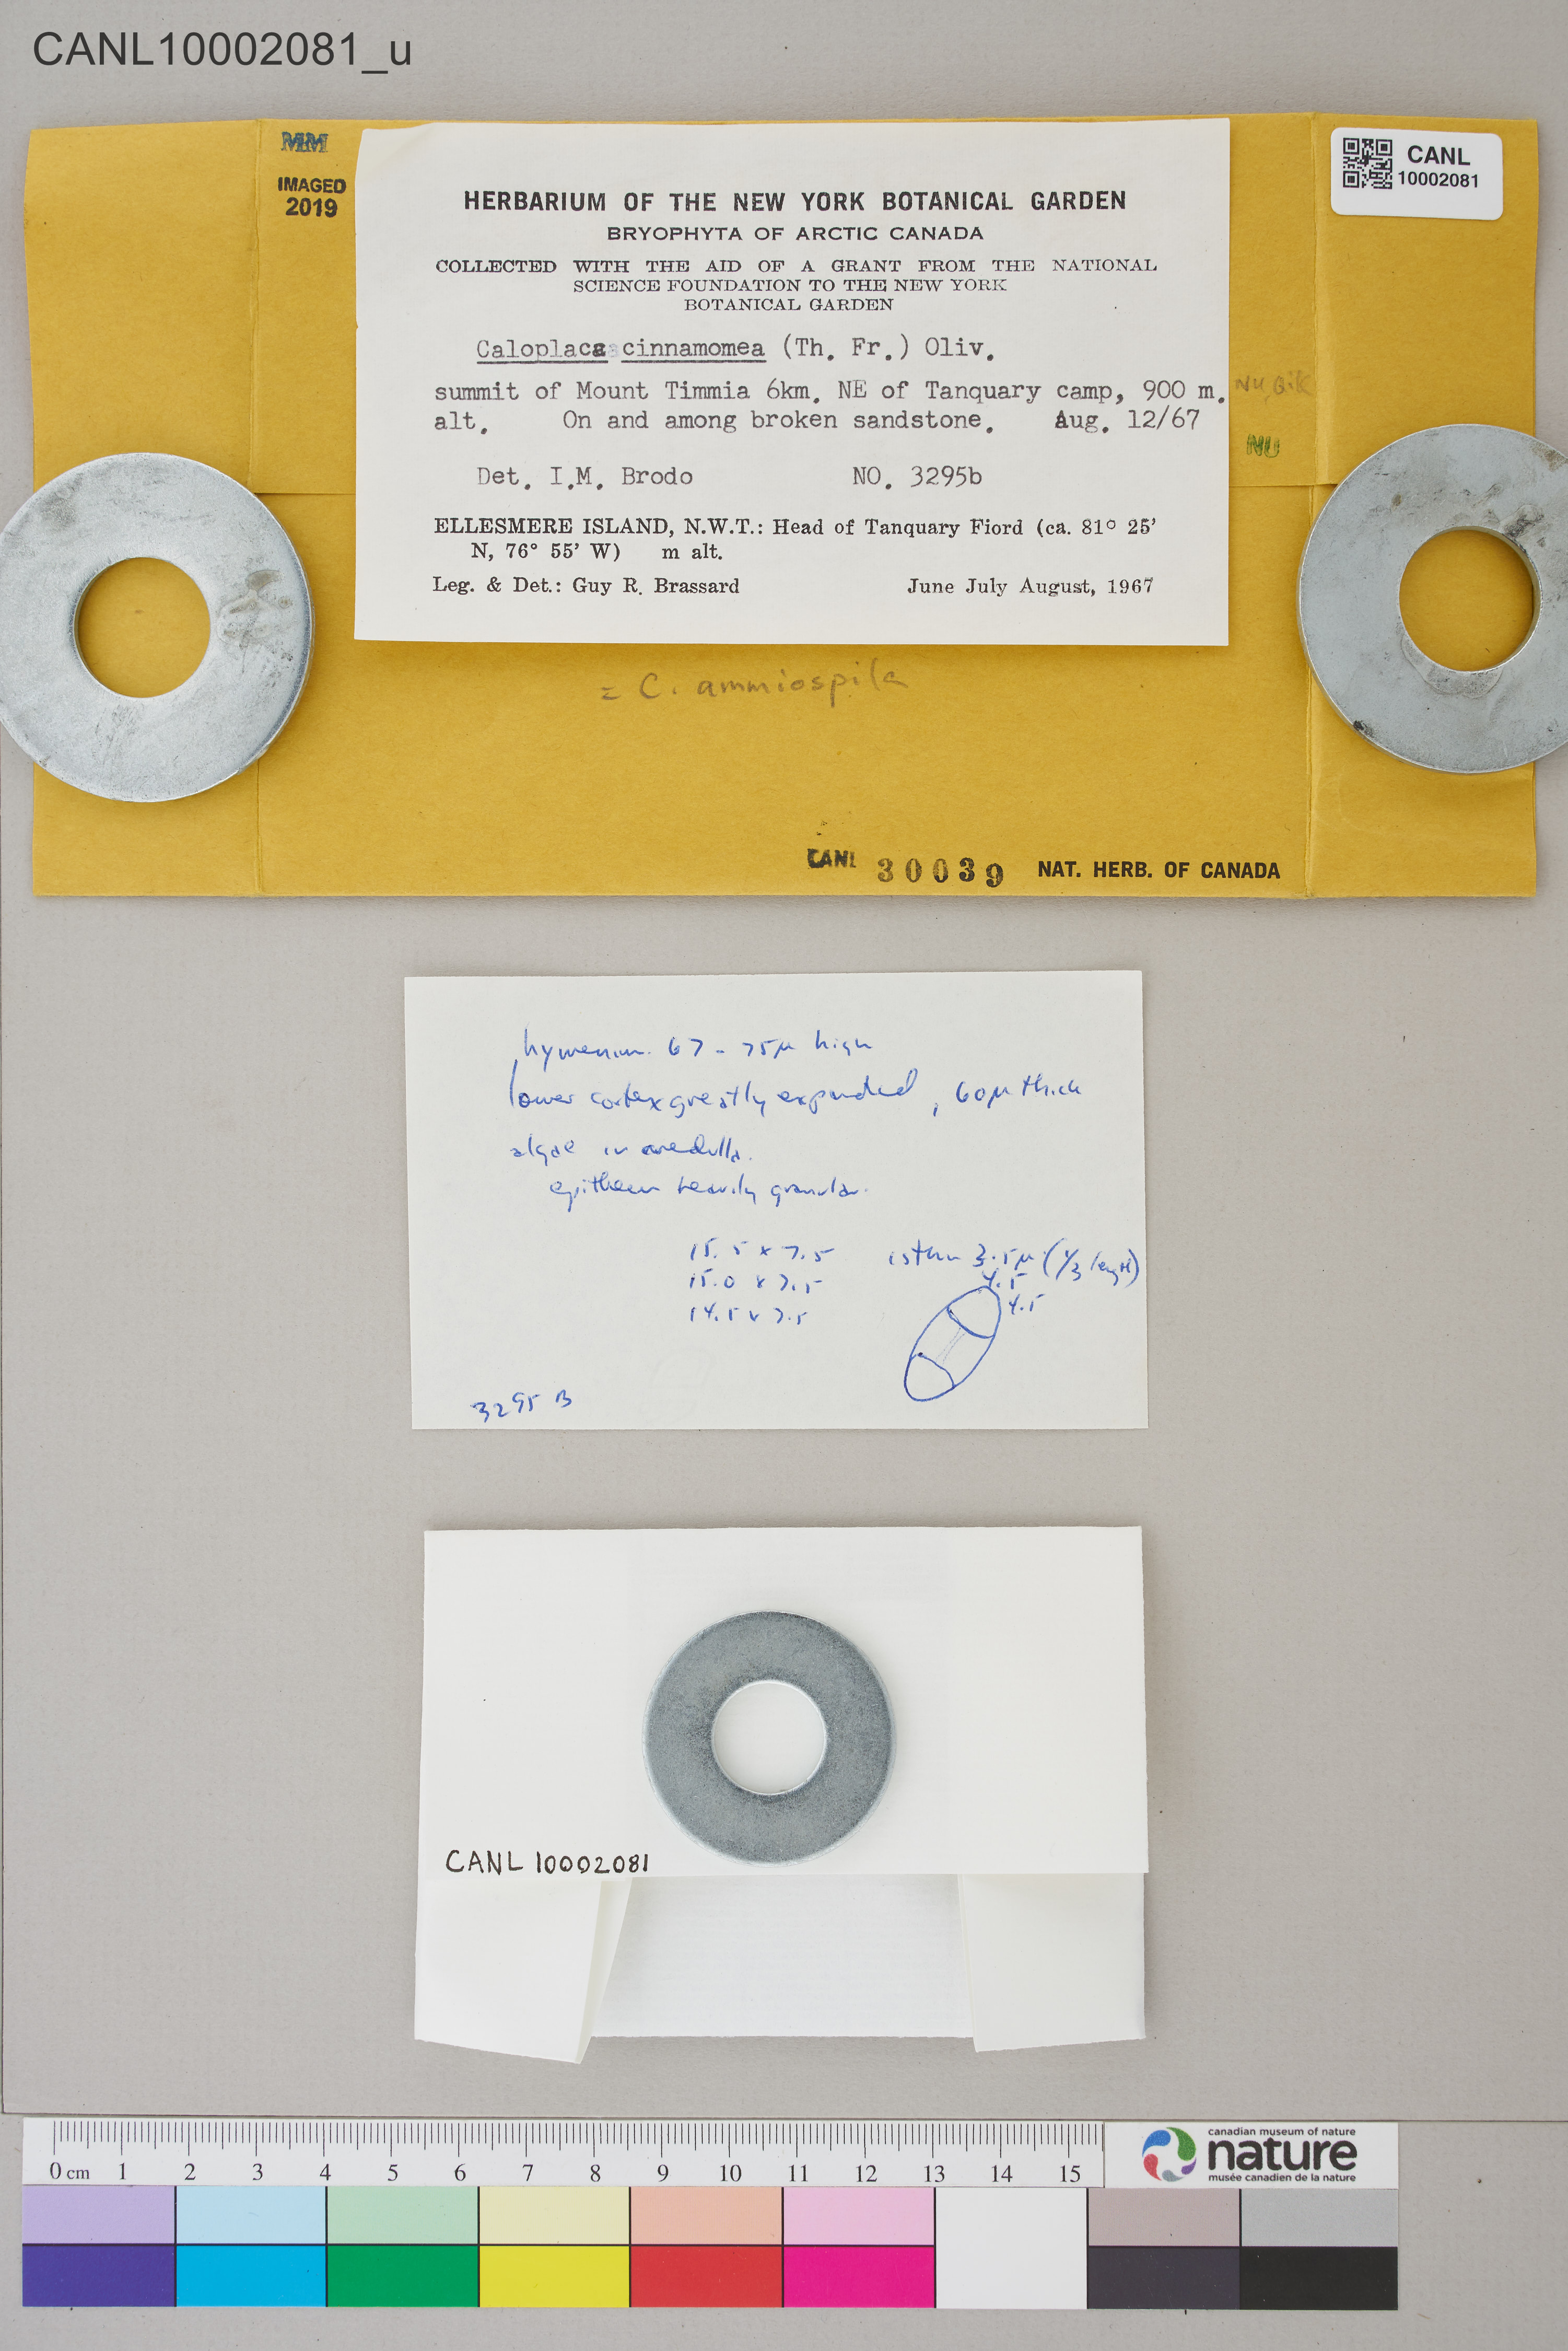 CANL10002081_u
MM
IMAGED
2019
CANL
10002081
HERBARIUM OF THE NEW YORK BOTANICAL GARDEN
BRYOPHYTA OF ARCTIC CANADA
COLLECTED WITH THE AID OF A GRANT FROM THE NATIONAL
SCIENCE FOUNDATION TO THE NEW YORK
BOTANICAL GARDEN
Caloplaca cinnamomea (Th. Fr.) Oliv.
summit of Mount Timmia 6km. NE of Tanquary camp, 900 m.
alt. On and among broken sandstone. Aug. 12/67
NU
Det. I.M. Brodo NO. 3295b
ELLESMERE ISLAND, N.W.T.: Head of Tanquary Fiord (ca. 81° 25'
N, 76° 55' W) m alt.
Leg. & Det.: Guy R. Brassard June July August, 1967
= C. ammiospila
CANL 30039 NAT. HERB. OF CANADA
hymenium 67 - 75µ high
lower cortex greatly expanded, 60µ thick
algae in medulla.
epithem heavily granular.
15.5 x 7.5 isthm 3.5µ (1/3 length)
15.0 x 7.5 4.5
14.5 x 7.5 4.5
3295 B
CANL 10002081
0 cm 1 2 3 4 5 6 7 8 9 10 11 12 13 14 15
canadian museum of nature
nature
musée canadien de la nature